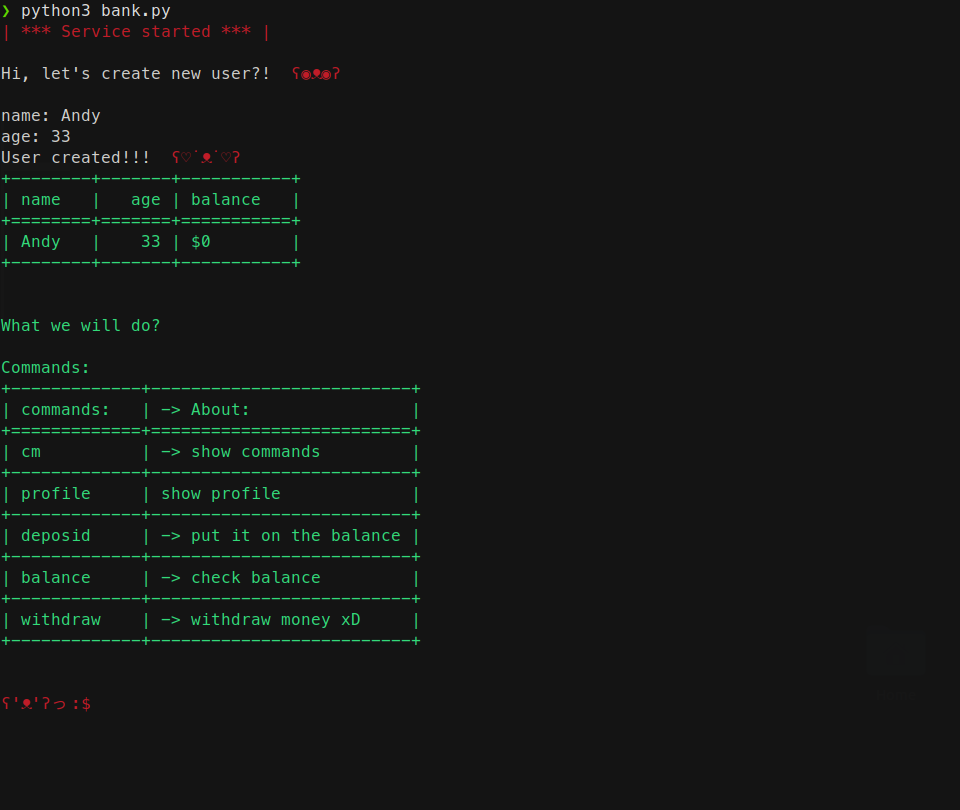 ❯ python3 bank.py
| *** Service started *** |
Hi, let's create new user?!  ʕ◉ᴥ◉ʔ
name: Andy
age: 33
User created!!!  ʕ♡˙ᴥ˙♡ʔ
+--------+-------+-----------+
| name   |   age | balance   |
+========+=======+===========+
| Andy   |    33 | $0        |
+--------+-------+-----------+
What we will do?
Commands:
+-------------+--------------------------+
| commands:   | -> About:                |
+=============+==========================+
| cm          | -> show commands         |
+-------------+--------------------------+
| profile     | show profile             |
+-------------+--------------------------+
| deposid     | -> put it on the balance |
+-------------+--------------------------+
| balance     | -> check balance         |
+-------------+--------------------------+
| withdraw    | -> withdraw money xD     |
+-------------+--------------------------+
ʕ'ᴥ'ʔっ:$